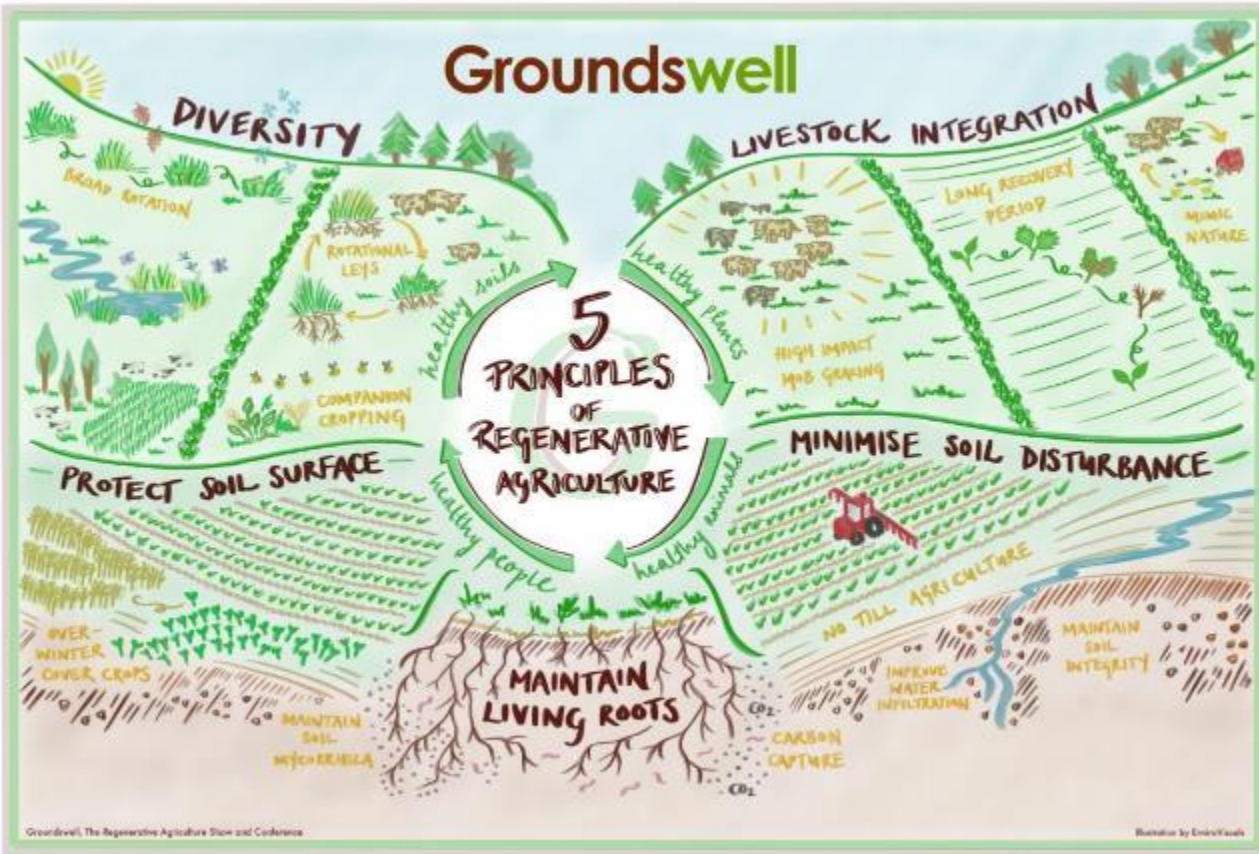 Groundswell
DIVERSITY
BROAD ROTATION
ROTATIONAL
LEYS
COMPANION
CROPPING
LIVESTOCK INTEGRATION
HIGH IMPACT
MOB GRAZING
LONG RECOVERY
PERIOD
MIMIC
NATURE
healthy soils
healthy plants
healthy animals
healthy people
5
PRINCIPLES
OF
REGENERATIVE
AGRICULTURE
PROTECT SOIL SURFACE
OVER-
WINTER
COVER CROPS
MAINTAIN
SOIL
MYCORRIHZA
MAINTAIN
LIVING ROOTS
CO2
CO2
CARBON
CAPTURE
MINIMISE SOIL DISTURBANCE
NO TILL AGRICULTURE
IMPROVE
WATER
INFILTRATION
MAINTAIN
SOIL
INTEGRITY
Groundswell, The Regenerative Agriculture Show and Conference
Illustration by EnviroVisuals